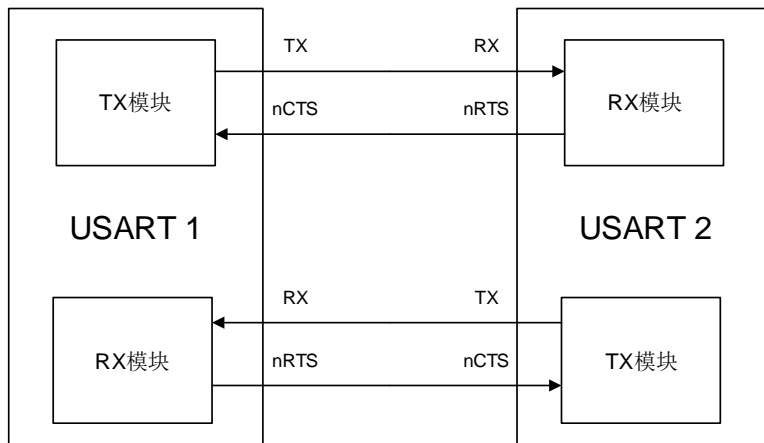 TX RX
TX模块 RX模块
nCTS nRTS
USART 1 USART 2
RX TX
RX模块 TX模块
nRTS nCTS